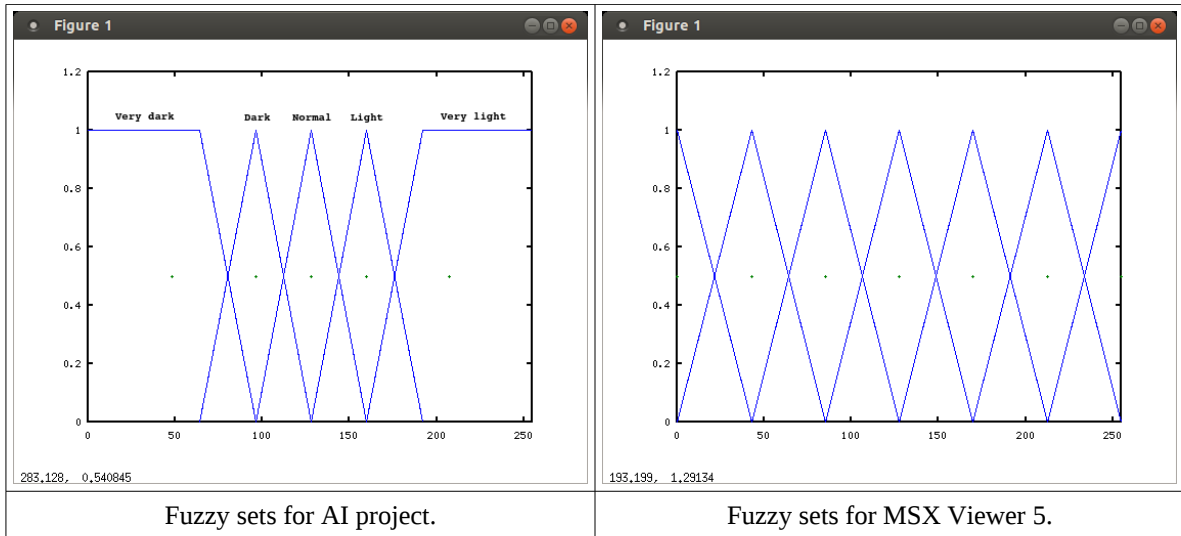 Figure 1
1.2
1
0.8
0.6
0.4
0.2
0
Very dark Dark Normal Light Very light
0 50 100 150 200 250
283.128, 0.540845
Fuzzy sets for AI project.
Figure 1
1.2
1
0.8
0.6
0.4
0.2
0
0 50 100 150 200 250
193.199, 1.29134
Fuzzy sets for MSX Viewer 5.